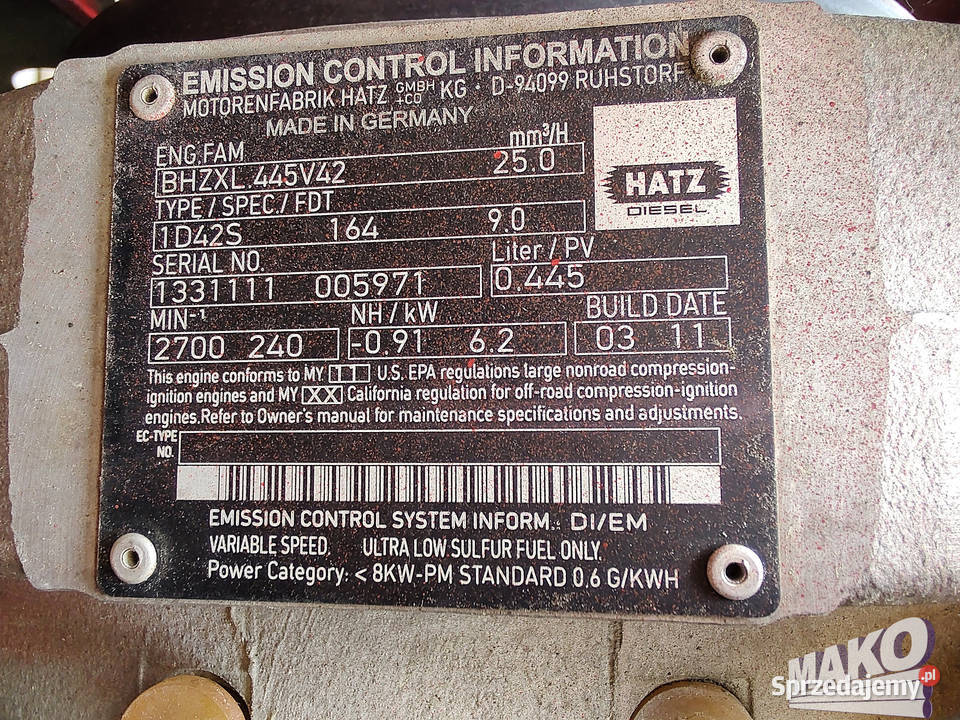 EMISSION CONTROL INFORMATION
MOTORENFABRIK HATZ GMBH +CO KG · D-94099 RUHSTORF
MADE IN GERMANY
ENG.FAM mm³/H
BHZXL.445V42 25.0
HATZ
DIESEL
TYPE / SPEC. / FDT
1D42S 164 9.0
SERIAL NO. Liter / PV
1331111 005971 0.445
MIN⁻¹ NH / kW BUILD DATE
2700 240 -0.91 6.2 03 11
This engine conforms to MY 11 U.S. EPA regulations large nonroad compression-
ignition engines and MY XX California regulation for off-road compression-ignition
engines.Refer to Owner's manual for maintenance specifications and adjustments.
EC-TYPE
NO.
EMISSION CONTROL SYSTEM INFORM.: DI/EM
VARIABLE SPEED. ULTRA LOW SULFUR FUEL ONLY.
Power Category: < 8KW-PM STANDARD 0,6 G/KWH
MAKO
Sprzedajemy.pl